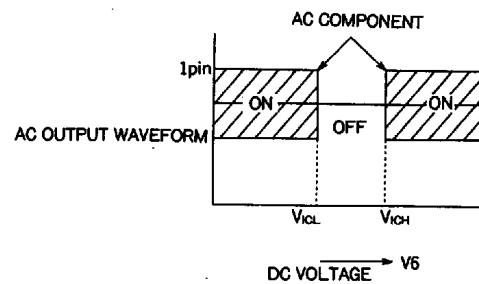 AC COMPONENT
1pin
ON
ON
OFF
AC OUTPUT WAVEFORM
VICL
VICH
V6
DC VOLTAGE